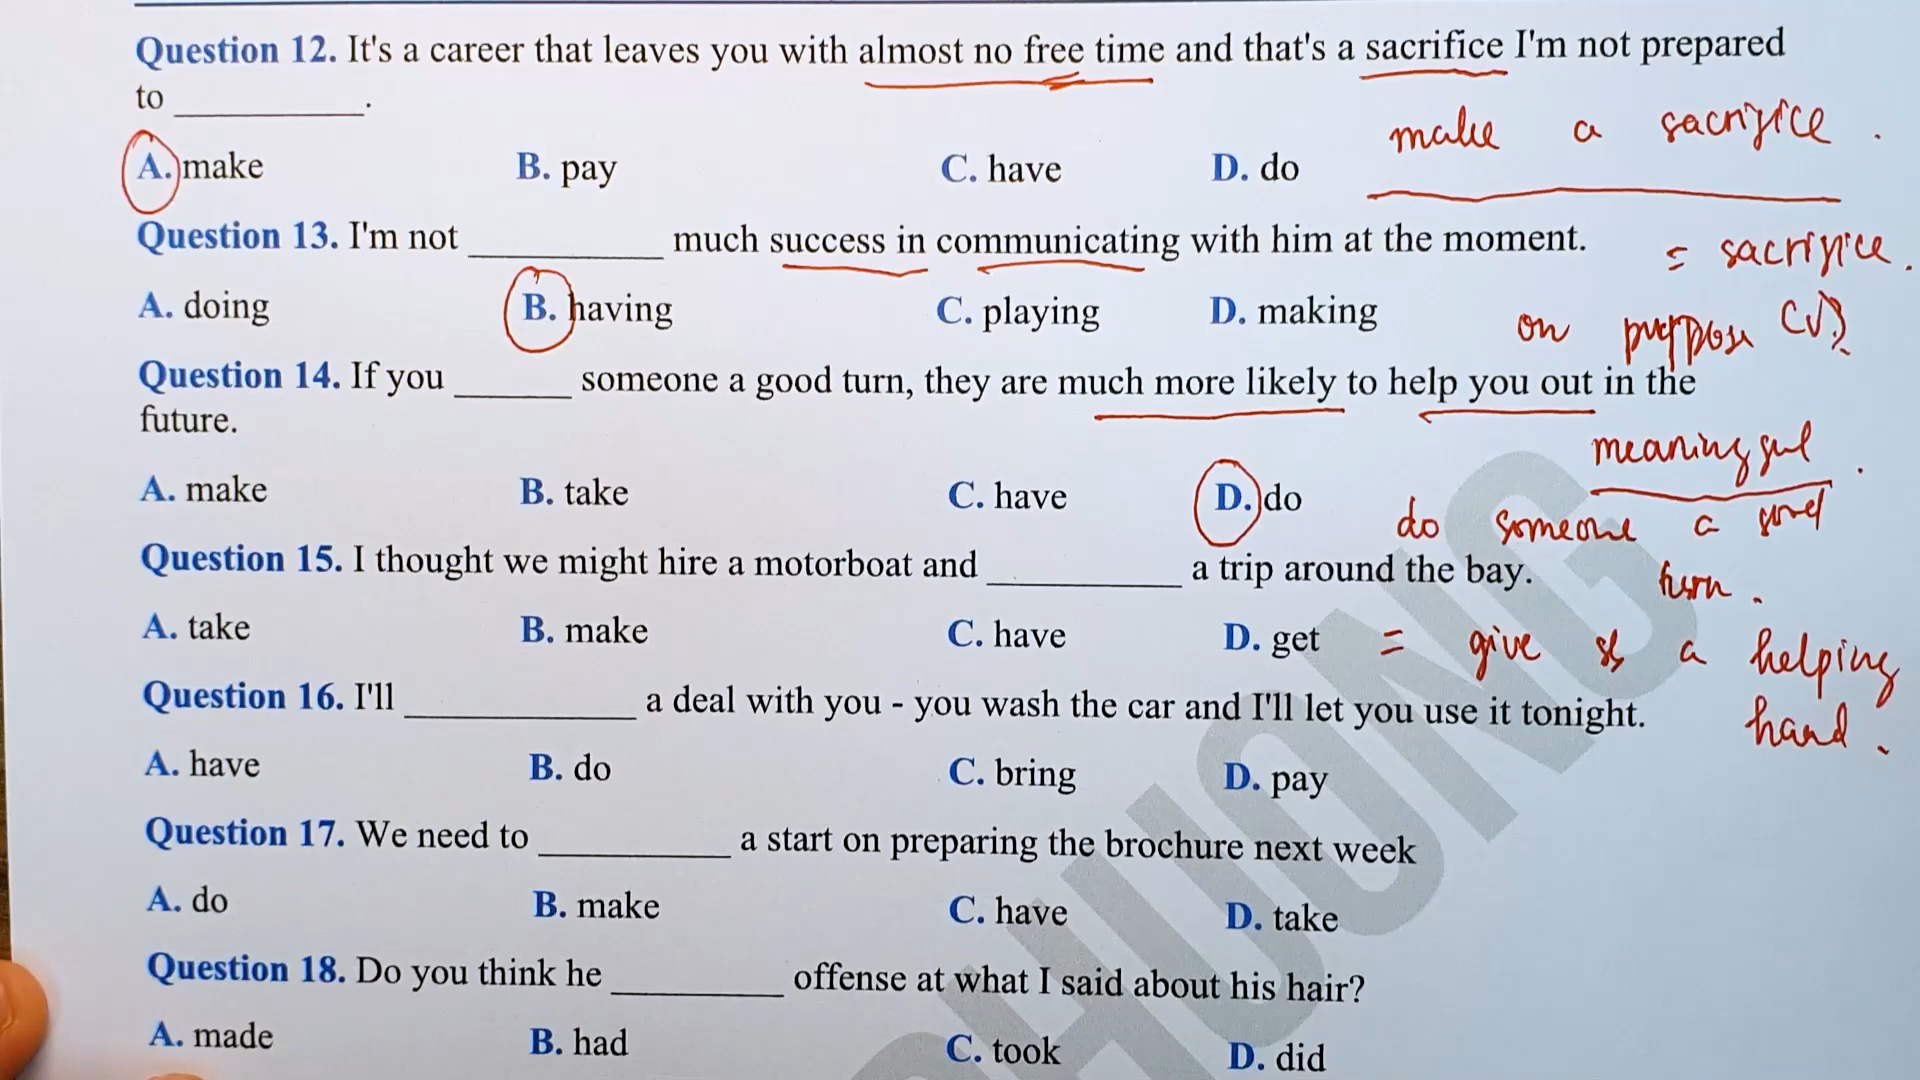 Question 12. It's a career that leaves you with almost no free time and that's a sacrifice I'm not prepared
to __________.
make a sacrifice.
A. make B. pay C. have D. do
Question 13. I'm not __________ much success in communicating with him at the moment.
= sacrifice.
A. doing B. having C. playing D. making
on purpose (V)
Question 14. If you ______ someone a good turn, they are much more likely to help you out in the
future.
meaningful.
A. make B. take C. have D. do
do someone a good
turn.
Question 15. I thought we might hire a motorboat and __________ a trip around the bay.
A. take B. make C. have D. get
= give sb a helping
hand.
Question 16. I'll ____________ a deal with you - you wash the car and I'll let you use it tonight.
A. have B. do C. bring D. pay
Question 17. We need to __________ a start on preparing the brochure next week
A. do B. make C. have D. take
Question 18. Do you think he _________ offense at what I said about his hair?
A. made B. had C. took D. did
PHUONG